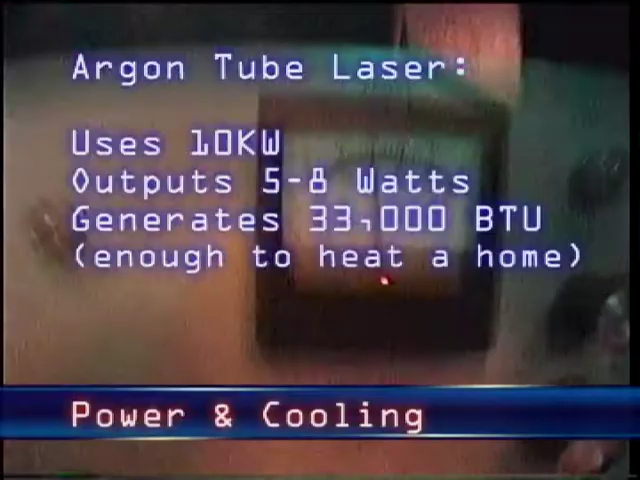 Argon Tube Laser:
Uses 10KW
Outputs 5-8 Watts
Generates 33,000 BTU
(enough to heat a home)
Power & Cooling